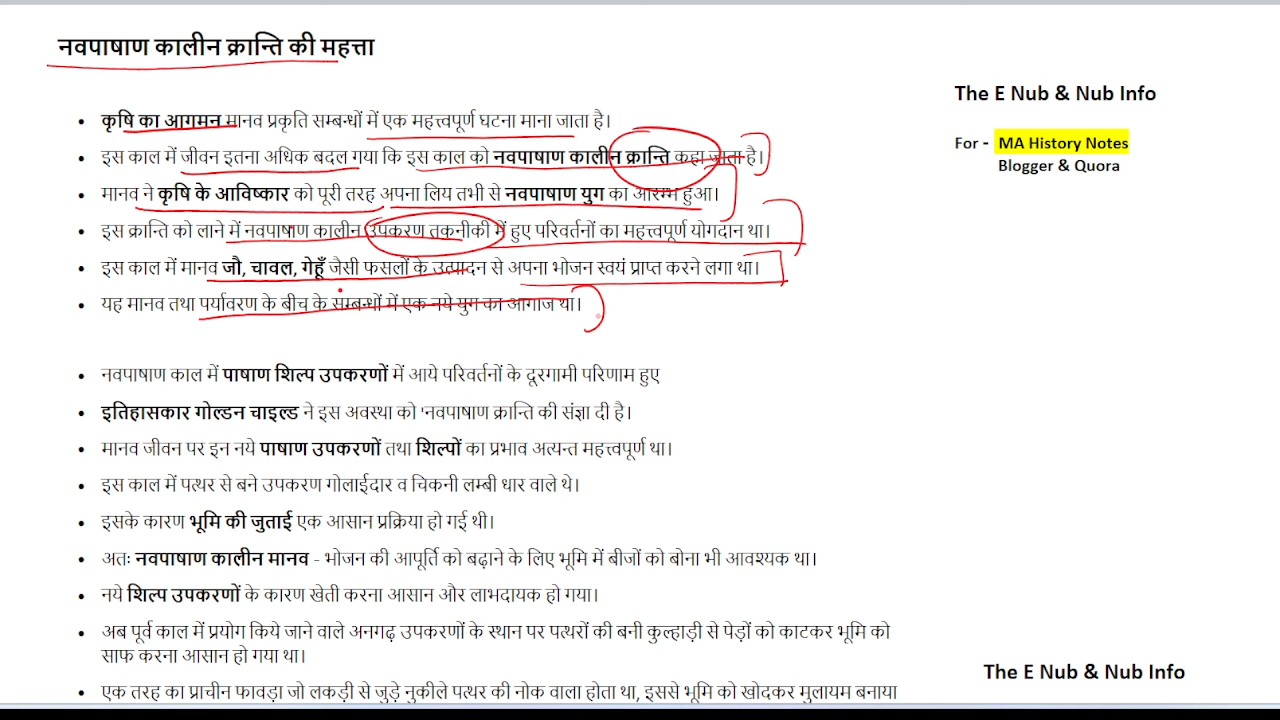 नवपाषाण कालीन क्रान्ति की महत्ता
The E Nub & Nub Info
For - MA History Notes
Blogger & Quora
• कृषि का आगमन मानव प्रकृति सम्बन्धों में एक महत्त्वपूर्ण घटना माना जाता है।
• इस काल में जीवन इतना अधिक बदल गया कि इस काल को नवपाषाण कालीन क्रान्ति कहा जाता है।
• मानव ने कृषि के आविष्कार को पूरी तरह अपना लिय तभी से नवपाषाण युग का आरम्भ हुआ।
• इस क्रान्ति को लाने में नवपाषाण कालीन उपकरण तकनीकी में हुए परिवर्तनों का महत्त्वपूर्ण योगदान था।
• इस काल में मानव जौ, चावल, गेहूँ जैसी फसलों के उत्पादन से अपना भोजन स्वयं प्राप्त करने लगा था।
• यह मानव तथा पर्यावरण के बीच के संम्बन्धों में एक नये युग का आगाज था।
• नवपाषाण काल में पाषाण शिल्प उपकरणों में आये परिवर्तनों के दूरगामी परिणाम हुए
• इतिहासकार गोल्डन चाइल्ड ने इस अवस्था को 'नवपाषाण क्रान्ति की संज्ञा दी है।
• मानव जीवन पर इन नये पाषाण उपकरणों तथा शिल्पों का प्रभाव अत्यन्त महत्त्वपूर्ण था।
• इस काल में पत्थर से बने उपकरण गोलाईदार व चिकनी लम्बी धार वाले थे।
• इसके कारण भूमि की जुताई एक आसान प्रक्रिया हो गई थी।
• अतः नवपाषाण कालीन मानव - भोजन की आपूर्ति को बढ़ाने के लिए भूमि में बीजों को बोना भी आवश्यक था।
• नये शिल्प उपकरणों के कारण खेती करना आसान और लाभदायक हो गया।
• अब पूर्व काल में प्रयोग किये जाने वाले अनगढ़ उपकरणों के स्थान पर पत्थरों की बनी कुल्हाड़ी से पेड़ों को काटकर भूमि को
साफ करना आसान हो गया था।
The E Nub & Nub Info
• एक तरह का प्राचीन फावड़ा जो लकड़ी से जुड़े नुकीले पत्थर की नोक वाला होता था, इससे भूमि को खोदकर मुलायम बनाया